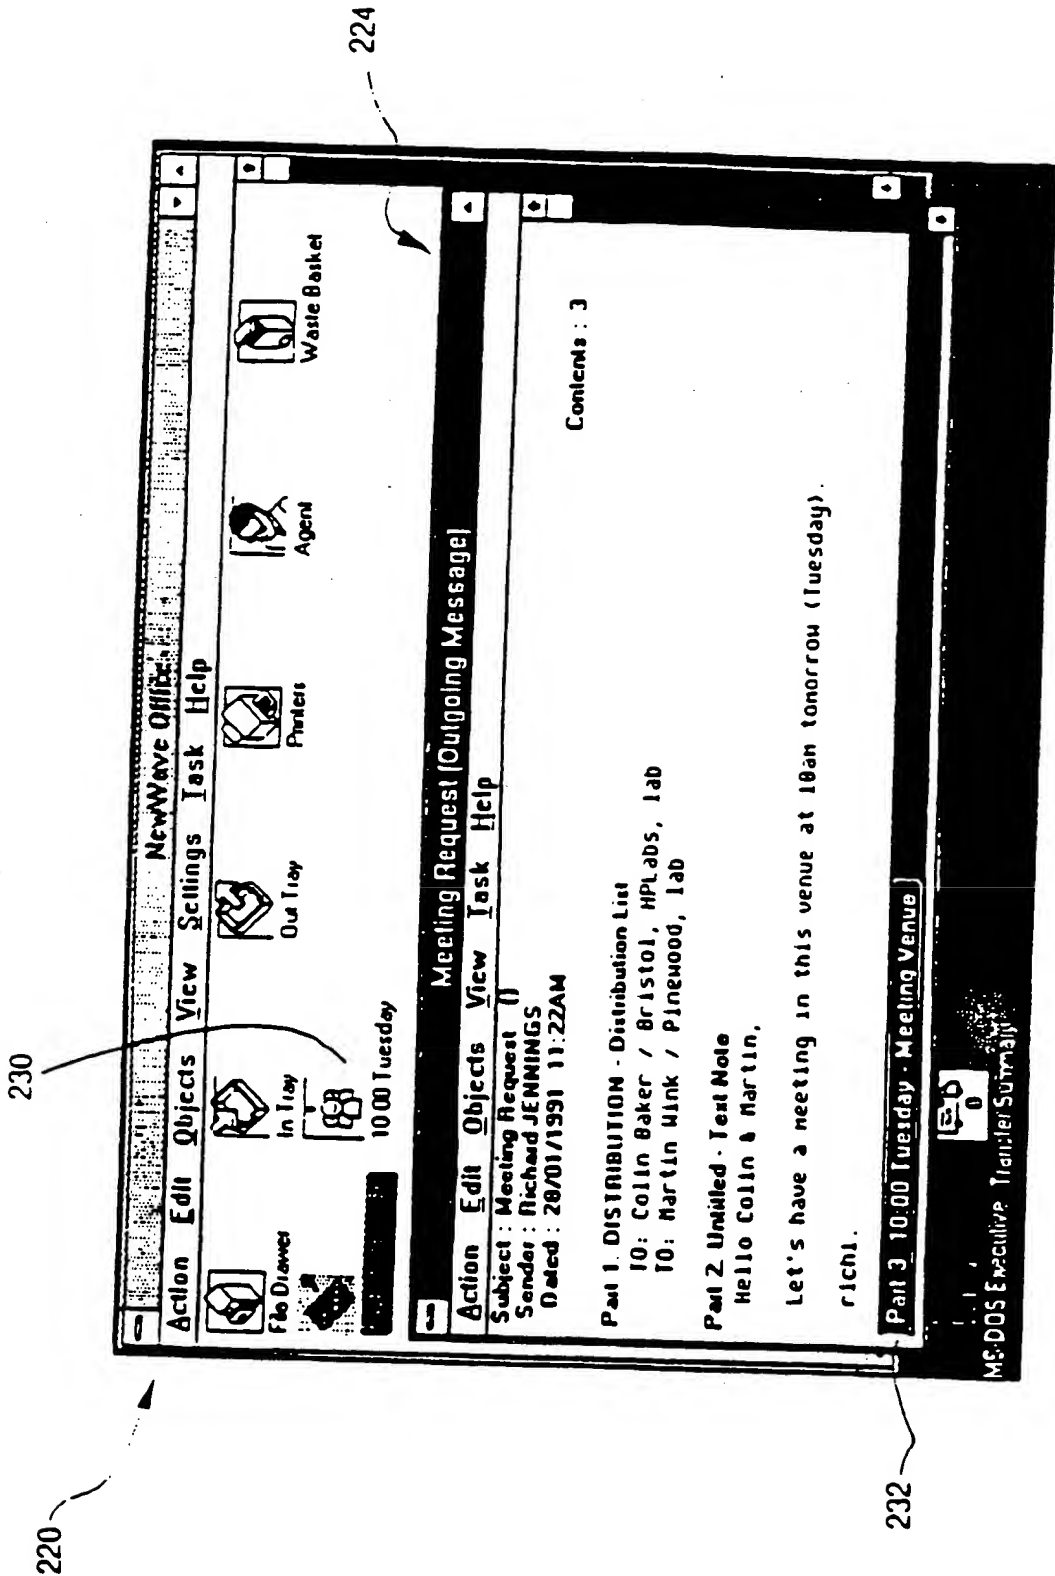 220
230
224
232
NewWave Office
Action Edit Objects View Settings Task Help
File Drawer
In Tray
Out Tray
Printers
Agent
Waste Basket
10:00 Tuesday
Meeting Request (Outgoing Message)
Action Edit Objects View Task Help
Subject : Meeting Request ()
Sender : Richard JENNINGS
Dated : 28/01/1991 11:22AM
Contents : 3
Part 1. DISTRIBUTION - Distribution List
TO: Colin Baker / Bristol, HPLabs, lab
TO: Martin Wink / Pinewood, lab
Part 2. Untitled - Text Note
Hello Colin & Martin,
Let's have a meeting in this venue at 10am tomorrow (Tuesday).
rich1.
Part 3. 10:00 Tuesday - Meeting Venue
0
MS-DOS Executive
Transfer Summary